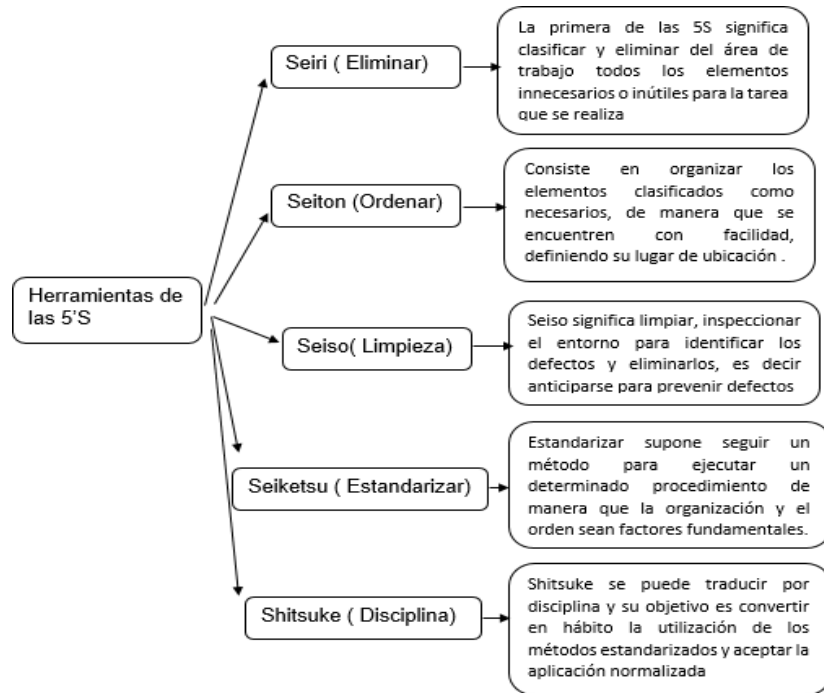 Herramientas de
las 5'S
Seiri ( Eliminar)
La primera de las 5S significa
clasificar y eliminar del área de
trabajo todos los elementos
innecesarios o inútiles para la tarea
que se realiza
Seiton (Ordenar)
Consiste en organizar los
elementos clasificados como
necesarios, de manera que se
encuentren con facilidad,
definiendo su lugar de ubicación .
Seiso( Limpieza)
Seiso significa limpiar, inspeccionar
el entorno para identificar los
defectos y eliminarlos, es decir
anticiparse para prevenir defectos
Seiketsu ( Estandarizar)
Estandarizar supone seguir un
método para ejecutar un
determinado procedimiento de
manera que la organización y el
orden sean factores fundamentales.
Shitsuke ( Disciplina)
Shitsuke se puede traducir por
disciplina y su objetivo es convertir
en hábito la utilización de los
métodos estandarizados y aceptar la
aplicación normalizada